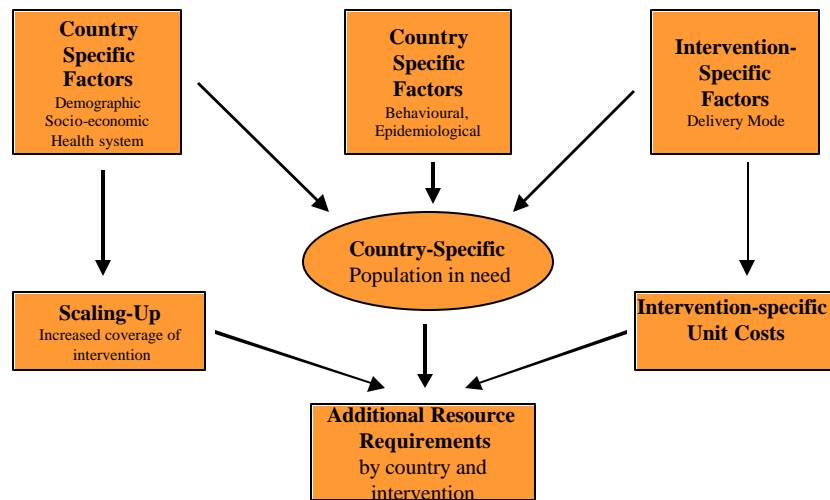 Country
Specific
Factors
Demographic
Socio-economic
Health system
Country
Specific
Factors
Behavioural,
Epidemiological
Intervention-
Specific
Factors
Delivery Mode
Country-Specific
Population in need
Scaling-Up
Increased coverage of
intervention
Intervention-specific
Unit Costs
Additional Resource
Requirements
by country and
intervention